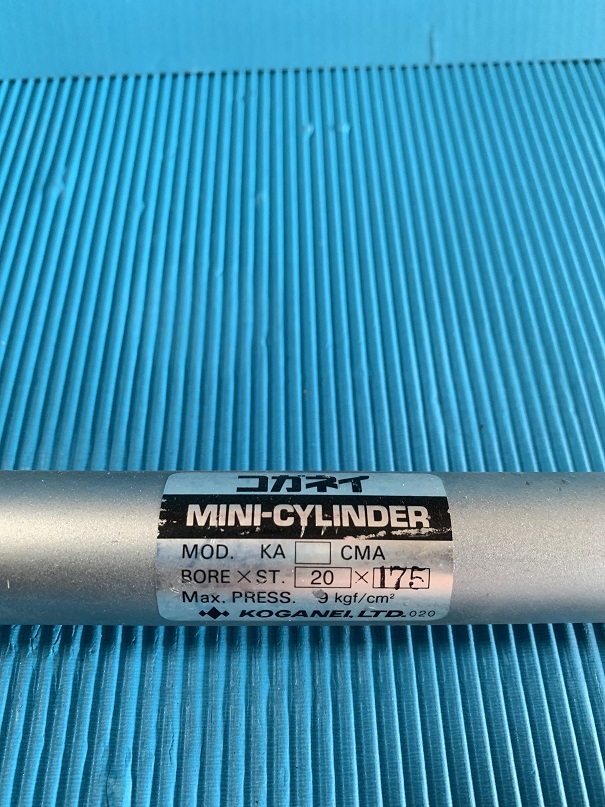 コガネイ
MINI-CYLINDER
MOD. KA CMA
BORE×ST. 20 × 175
Max. PRESS. 9 kgf/cm²
KOGANEI, LTD. 020